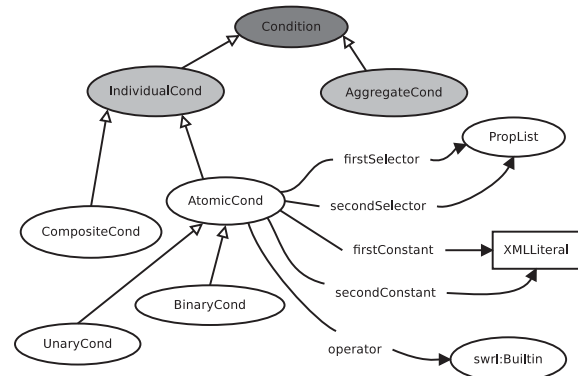 Condition
IndividualCond
AggregateCond
firstSelector
PropList
AtomicCond
secondSelector
CompositeCond
firstConstant
XMLLiteral
secondConstant
BinaryCond
UnaryCond
operator
swrl:Builtin